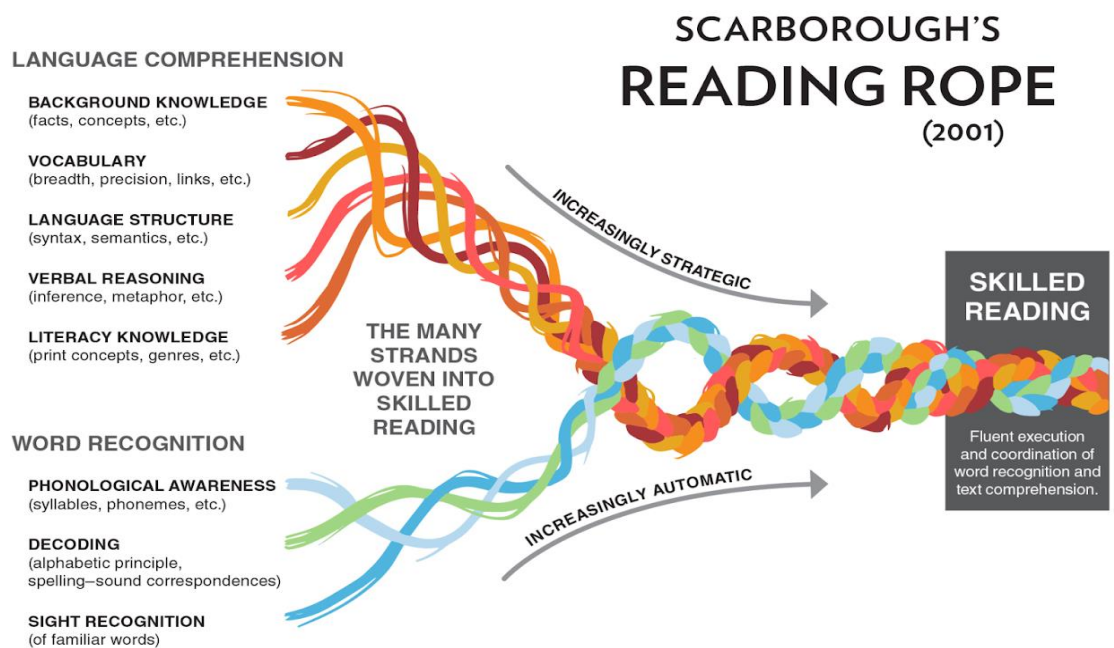 SCARBOROUGH'S
READING ROPE
(2001)
LANGUAGE COMPREHENSION
BACKGROUND KNOWLEDGE
(facts, concepts, etc.)
VOCABULARY
(breadth, precision, links, etc.)
LANGUAGE STRUCTURE
(syntax, semantics, etc.)
VERBAL REASONING
(inference, metaphor, etc.)
LITERACY KNOWLEDGE
(print concepts, genres, etc.)
THE MANY
STRANDS
WOVEN INTO
SKILLED
READING
WORD RECOGNITION
PHONOLOGICAL AWARENESS
(syllables, phonemes, etc.)
DECODING
(alphabetic principle,
spelling–sound correspondences)
SIGHT RECOGNITION
(of familiar words)
INCREASINGLY STRATEGIC
INCREASINGLY AUTOMATIC
SKILLED
READING
Fluent execution
and coordination of
word recognition and
text comprehension.